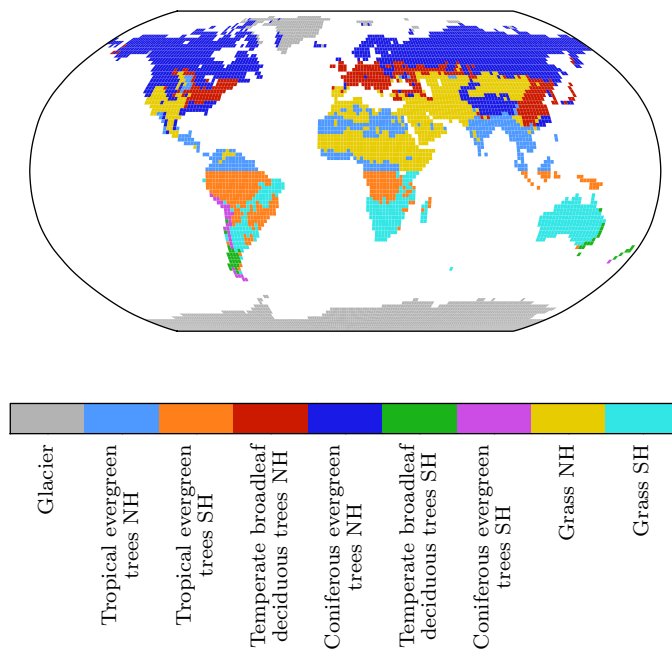 Glacier
Tropical evergreen
trees NH
Tropical evergreen
trees SH
Temperate broadleaf
deciduous trees NH
Coniferous evergreen
trees NH
Temperate broadleaf
deciduous trees SH
Coniferous evergreen
trees SH
Grass NH
Grass SH